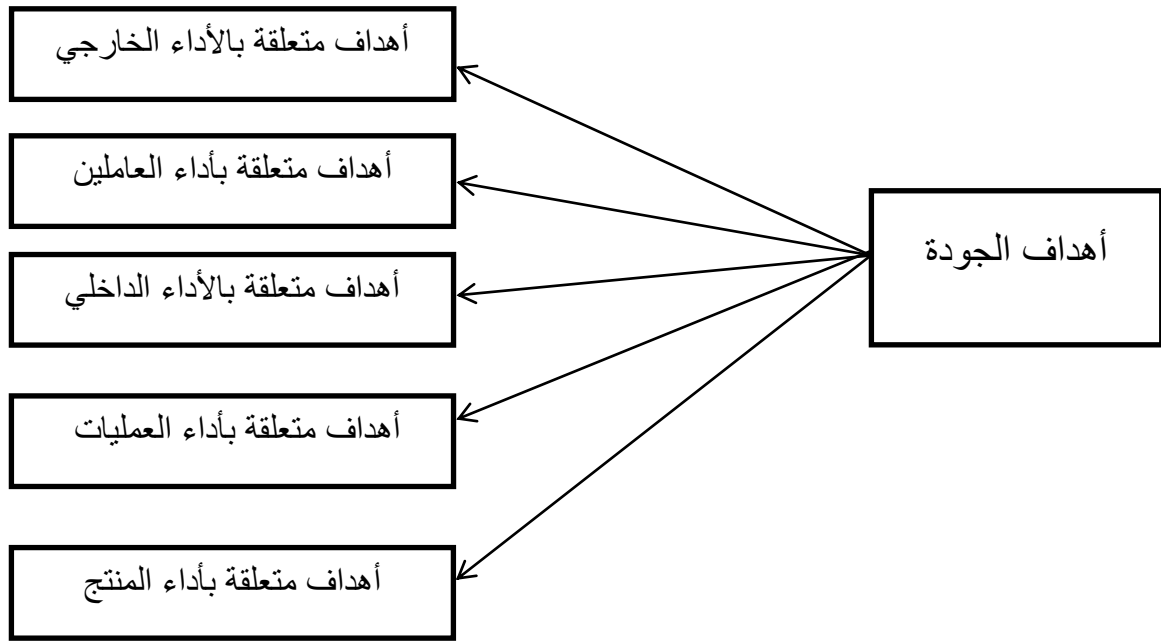 أهداف الجودة
أهداف متعلقة بالأداء الخارجي
أهداف متعلقة بأداء العاملين
أهداف متعلقة بالأداء الداخلي
أهداف متعلقة بأداء العمليات
أهداف متعلقة بأداء المنتج